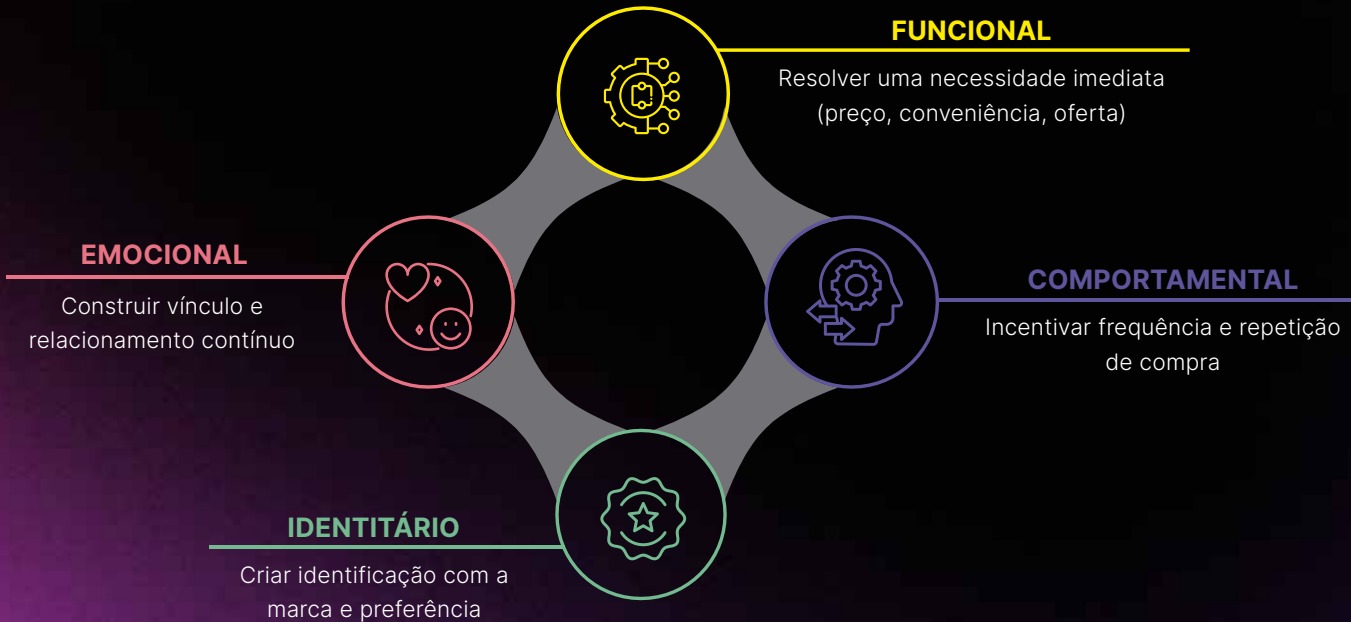 FUNCIONAL
Resolver uma necessidade imediata
(preço, conveniência, oferta)
EMOCIONAL
Construir vínculo e
relacionamento contínuo
COMPORTAMENTAL
Incentivar frequência e repetição
de compra
IDENTITÁRIO
Criar identificação com a
marca e preferência